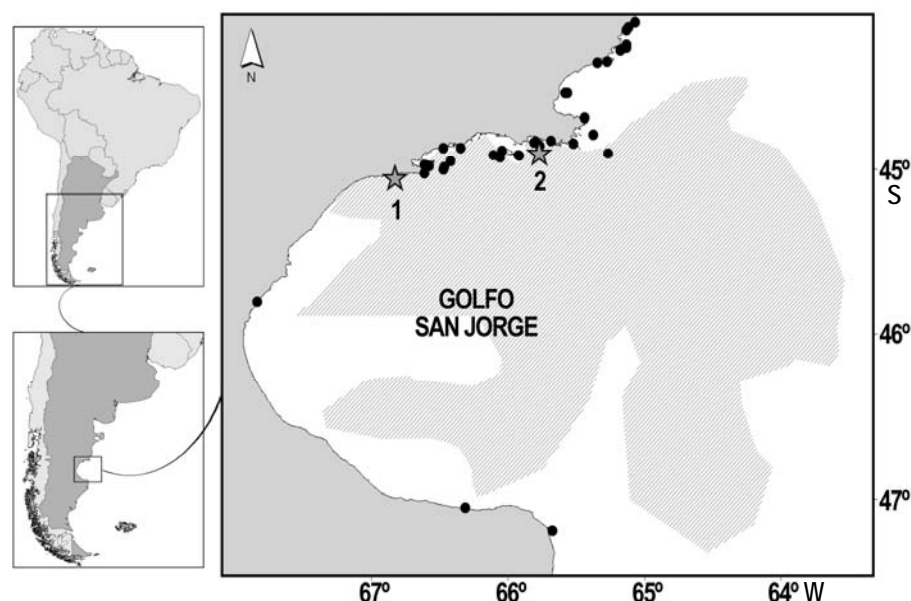 N
1
2
GOLFO
SAN JORGE
45º
S
46º
47º
67º 66º 65º 64º W